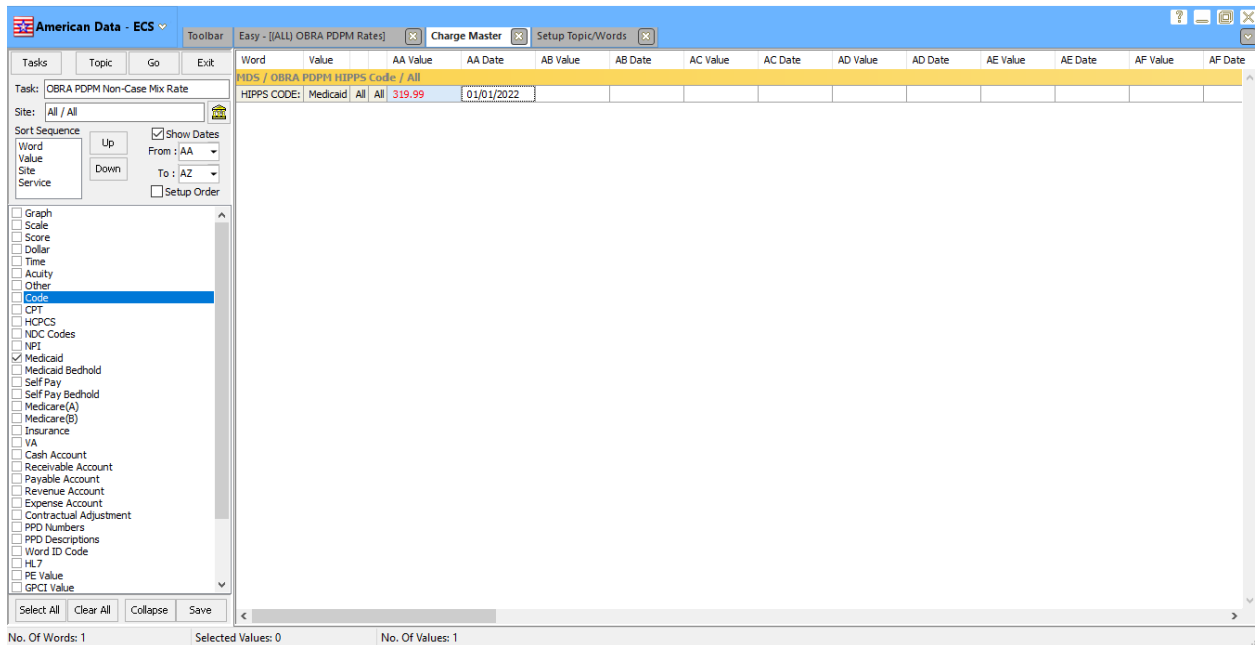 American Data - ECS
Toolbar
Easy - [(ALL) OBRA PDPM Rates]
Charge Master
Setup Topic/Words
?
Tasks
Topic
Go
Exit
Task: OBRA PDPM Non-Case Mix Rate
Site: All / All
Sort Sequence
Word
Value
Site
Service
Up
Down
Show Dates
From : AA
To : AZ
Setup Order
Graph
Scale
Score
Dollar
Time
Acuity
Other
Code
CPT
HCPCS
NDC Codes
NPI
Medicaid
Medicaid Bedhold
Self Pay
Self Pay Bedhold
Medicare(A)
Medicare(B)
Insurance
VA
Cash Account
Receivable Account
Payable Account
Revenue Account
Expense Account
Contractual Adjustment
PPD Numbers
PPD Descriptions
Word ID Code
HL7
PE Value
GPCI Value
Select All
Clear All
Collapse
Save
Word Value AA Value AA Date AB Value AB Date AC Value AC Date AD Value AD Date AE Value AE Date AF Value AF Date
MDS / OBRA PDPM HIPPS Code / All
HIPPS CODE: Medicaid All All 319.99 01/01/2022
No. Of Words: 1
Selected Values: 0
No. Of Values: 1